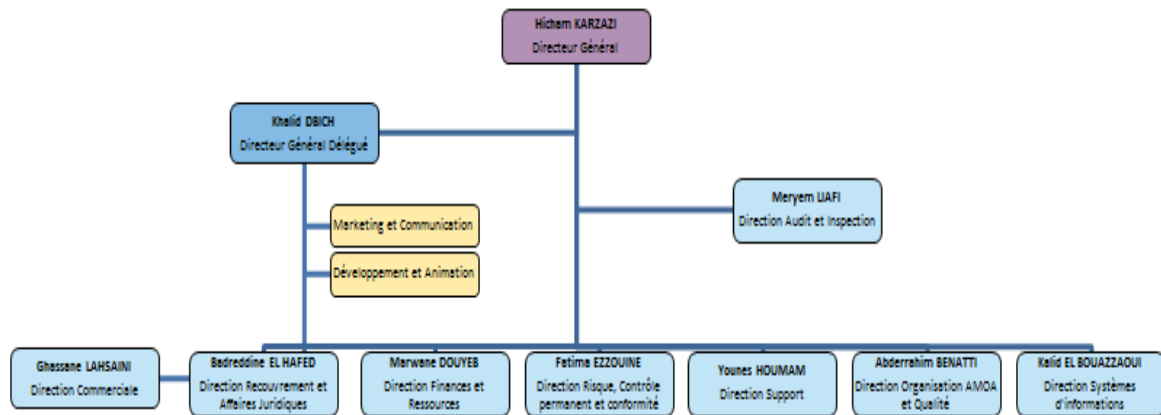 Hicham KARZAZI
Directeur Général
Khalid DBICH
Directeur Général Délégué
Meryem LIAFI
Direction Audit et Inspection
Marketing et Communication
Développement et Animation
Ghassane LAHSAINI
Direction Commerciale
Badreddine EL HAFED
Direction Recouvrement et
Affaires Juridiques
Marwane DOUYEB
Direction Finances et
Ressources
Fatima EZZOUINE
Direction Risque, Contrôle
permanent et conformité
Younes HOUMAM
Direction Support
Abderrahim BENATTI
Direction Organisation AMOA
et Qualité
Kalid EL BOUAZZAOUI
Direction Systèmes
d'informations